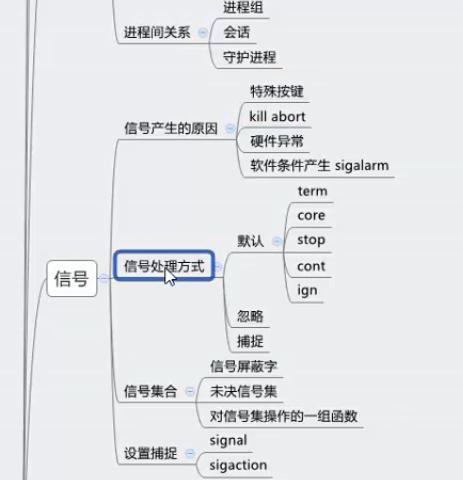 进程组
进程间关系
会话
守护进程
特殊按键
信号产生的原因
kill abort
硬件异常
软件条件产生 sigalarm
term
core
默认
stop
cont
ign
信号
信号处理方式
忽略
捕捉
信号屏蔽字
信号集合
未决信号集
对信号集操作的一组函数
设置捕捉
signal
sigaction